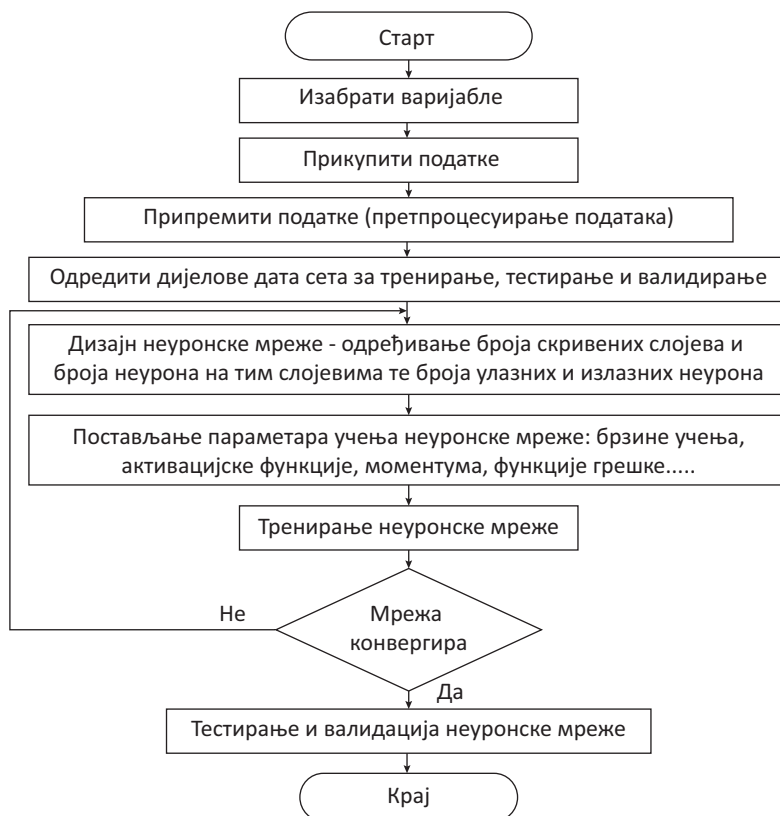 Старт
Изабрати варијабле
Прикупити податке
Припремити податке (претпроцесуирање података)
Одредити дијелове дата сета за тренирање, тестирање и валидирање
Дизајн неуронске мреже - одређивање броја скривених слојева и
броја неурона на тим слојевима те броја улазних и излазних неурона
Постављање параметара учења неуронске мреже: брзине учења,
активацијске функције, моментума, функције грешке.....
Тренирање неуронске мреже
Не
Мрежа
конвергира
Да
Тестирање и валидација неуронске мреже
Крај